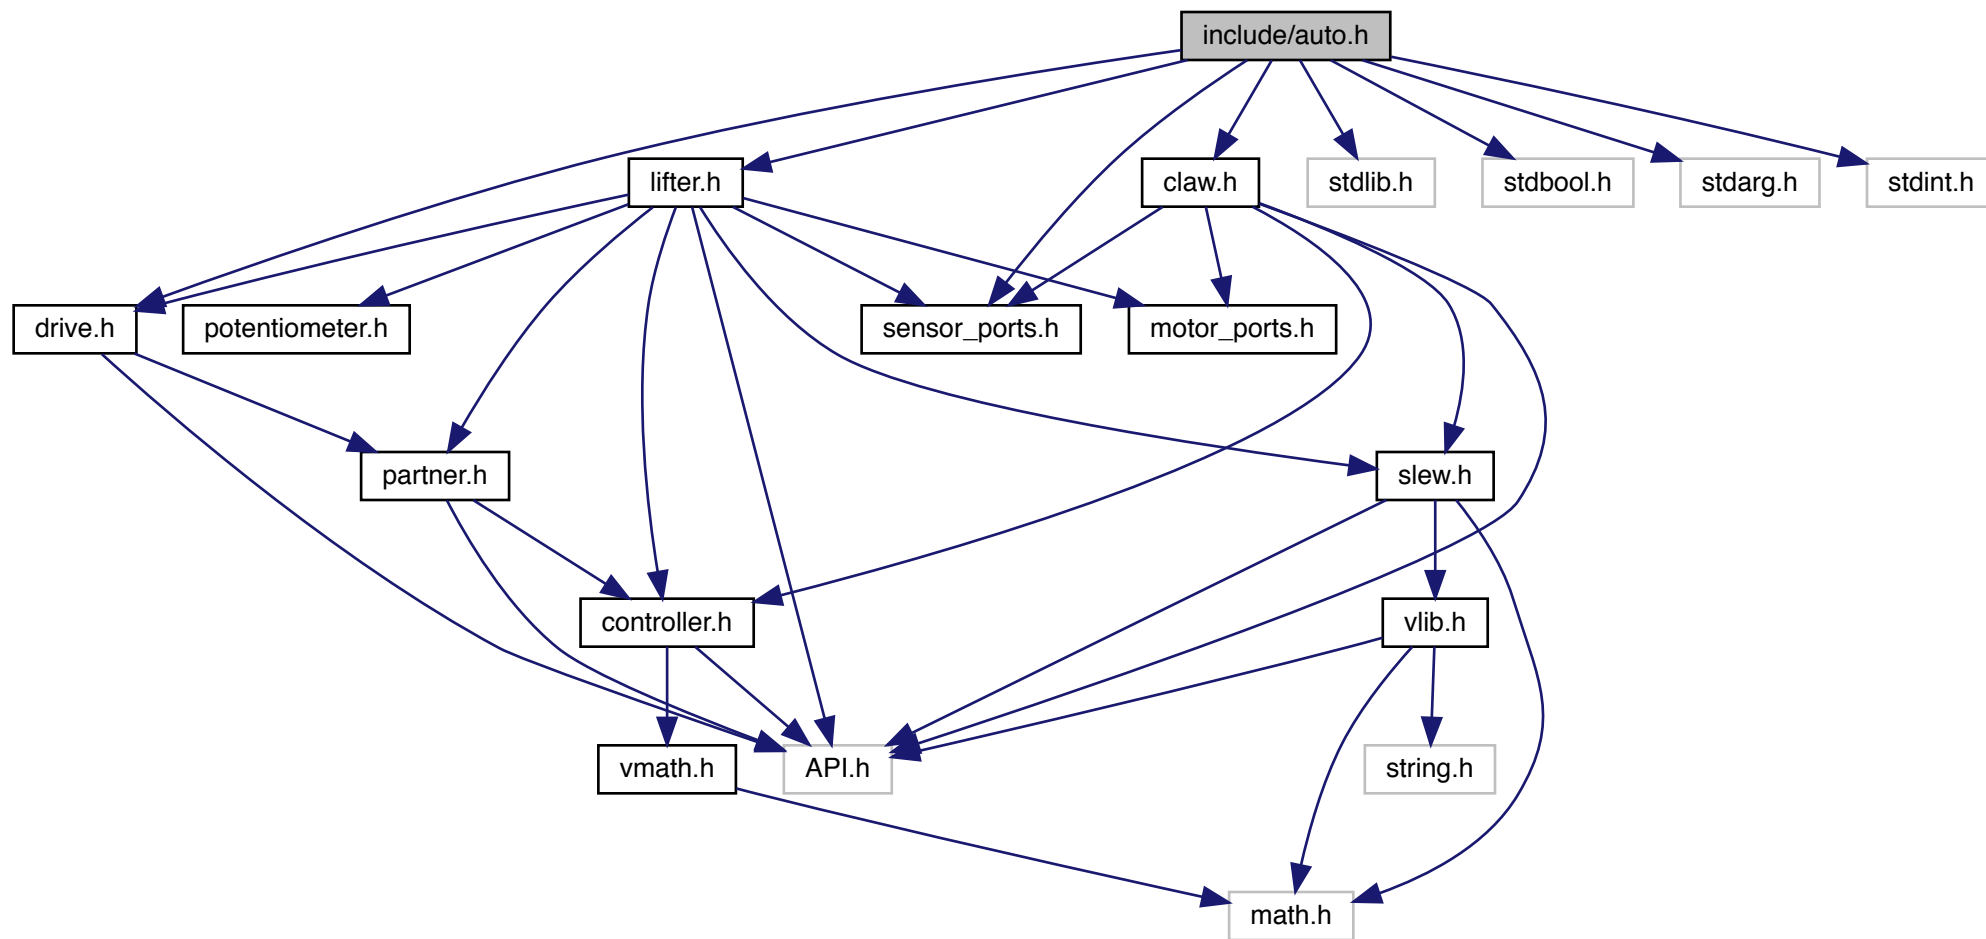 include/auto.h
lifter.h
claw.h
stdlib.h
stdbool.h
stdarg.h
stdint.h
drive.h
potentiometer.h
sensor_ports.h
motor_ports.h
partner.h
slew.h
controller.h
vlib.h
vmath.h
API.h
string.h
math.h